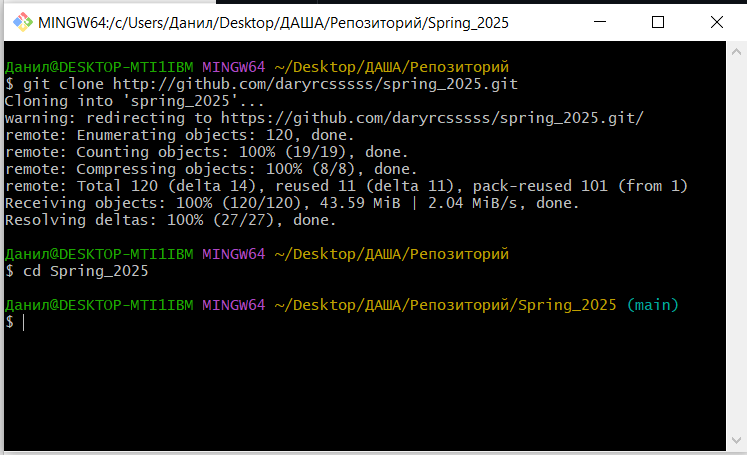 MINGW64:/c/Users/Данил/Desktop/ДАША/Репозиторий/Spring_2025
Данил@DESKTOP-MTI1IBM MINGW64 ~/Desktop/ДАША/Репозиторий
$ git clone http://github.com/daryrcsssss/spring_2025.git
Cloning into 'spring_2025'...
warning: redirecting to https://github.com/daryrcsssss/spring_2025.git/
remote: Enumerating objects: 120, done.
remote: Counting objects: 100% (19/19), done.
remote: Compressing objects: 100% (8/8), done.
remote: Total 120 (delta 14), reused 11 (delta 11), pack-reused 101 (from 1)
Receiving objects: 100% (120/120), 43.59 MiB | 2.04 MiB/s, done.
Resolving deltas: 100% (27/27), done.
Данил@DESKTOP-MTI1IBM MINGW64 ~/Desktop/ДАША/Репозиторий
$ cd Spring_2025
Данил@DESKTOP-MTI1IBM MINGW64 ~/Desktop/ДАША/Репозиторий/Spring_2025 (main)
$